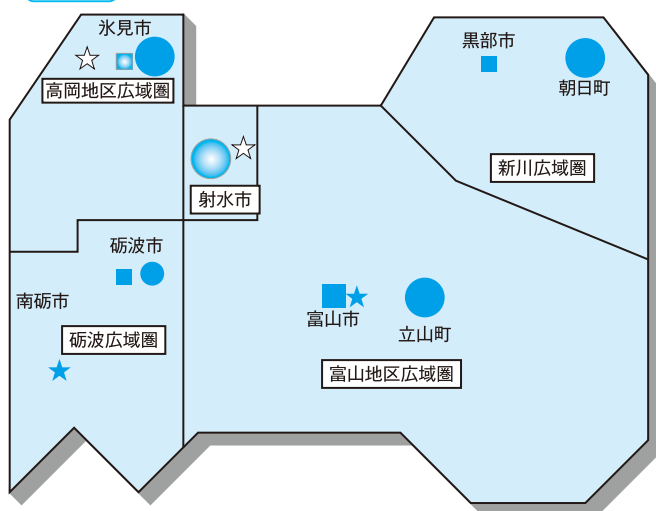 氷見市
高岡地区広域圏
黒部市
朝日町
新川広域圏
射水市
砺波市
南砺市
砺波広域圏
富山市
立山町
富山地区広域圏